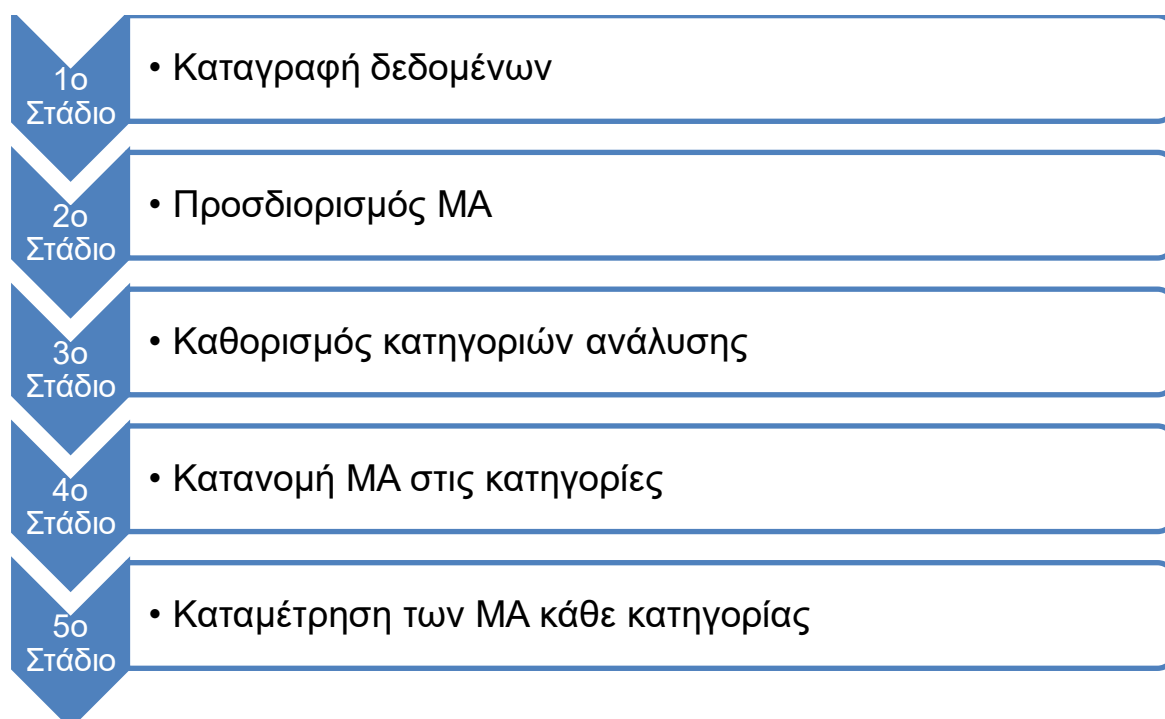 1ο
Στάδιο
• Καταγραφή δεδομένων
2ο
Στάδιο
• Προσδιορισμός ΜΑ
3ο
Στάδιο
• Καθορισμός κατηγοριών ανάλυσης
4ο
Στάδιο
• Κατανομή ΜΑ στις κατηγορίες
5ο
Στάδιο
• Καταμέτρηση των ΜΑ κάθε κατηγορίας